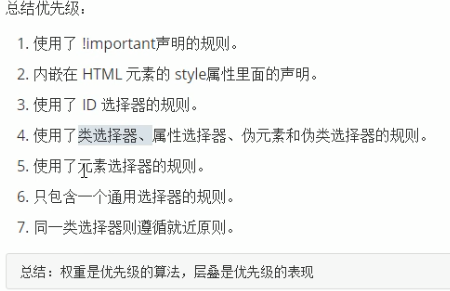 总结优先级：
1. 使用了 !important声明的规则。
2. 内嵌在 HTML 元素的 style属性里面的声明。
3. 使用了 ID 选择器的规则。
4. 使用了类选择器、属性选择器、伪元素和伪类选择器的规则。
5. 使用了元素选择器的规则。
6. 只包含一个通用选择器的规则。
7. 同一类选择器则遵循就近原则。
总结：权重是优先级的算法，层叠是优先级的表现